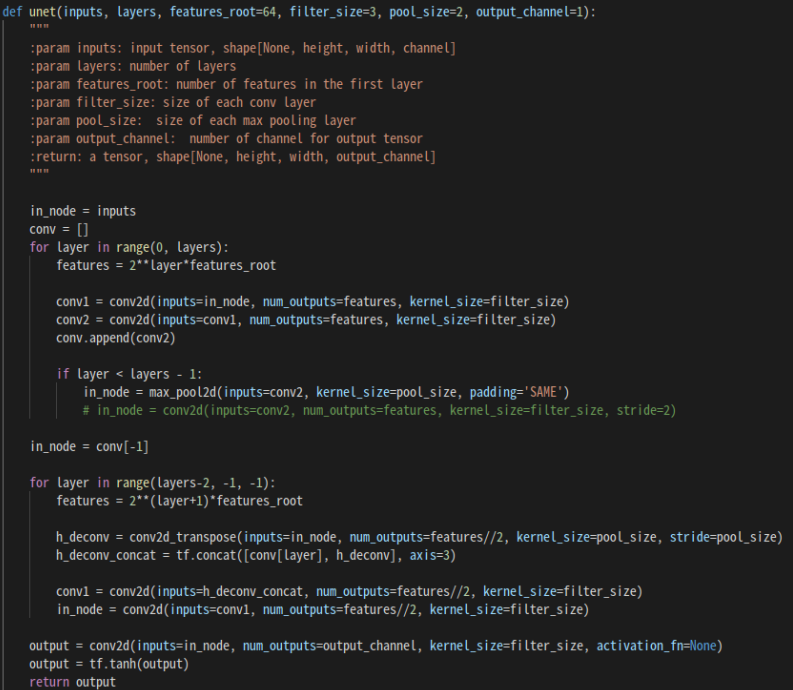 def unet(inputs, layers, features_root=64, filter_size=3, pool_size=2, output_channel=1):
    """
    :param inputs: input tensor, shape[None, height, width, channel]
    :param layers: number of layers
    :param features_root: number of features in the first layer
    :param filter_size: size of each conv layer
    :param pool_size:  size of each max pooling layer
    :param output_channel:  number of channel for output tensor
    :return: a tensor, shape[None, height, width, output_channel]
    """
    in_node = inputs
    conv = []
    for layer in range(0, layers):
        features = 2**layer*features_root
        conv1 = conv2d(inputs=in_node, num_outputs=features, kernel_size=filter_size)
        conv2 = conv2d(inputs=conv1, num_outputs=features, kernel_size=filter_size)
        conv.append(conv2)
        if layer < layers - 1:
            in_node = max_pool2d(inputs=conv2, kernel_size=pool_size, padding='SAME')
            # in_node = conv2d(inputs=conv2, num_outputs=features, kernel_size=filter_size, stride=2)
    in_node = conv[-1]
    for layer in range(layers-2, -1, -1):
        features = 2**(layer+1)*features_root
        h_deconv = conv2d_transpose(inputs=in_node, num_outputs=features//2, kernel_size=pool_size, stride=pool_size)
        h_deconv_concat = tf.concat([conv[layer], h_deconv], axis=3)
        conv1 = conv2d(inputs=h_deconv_concat, num_outputs=features//2, kernel_size=filter_size)
        in_node = conv2d(inputs=conv1, num_outputs=features//2, kernel_size=filter_size)
    output = conv2d(inputs=in_node, num_outputs=output_channel, kernel_size=filter_size, activation_fn=None)
    output = tf.tanh(output)
    return output